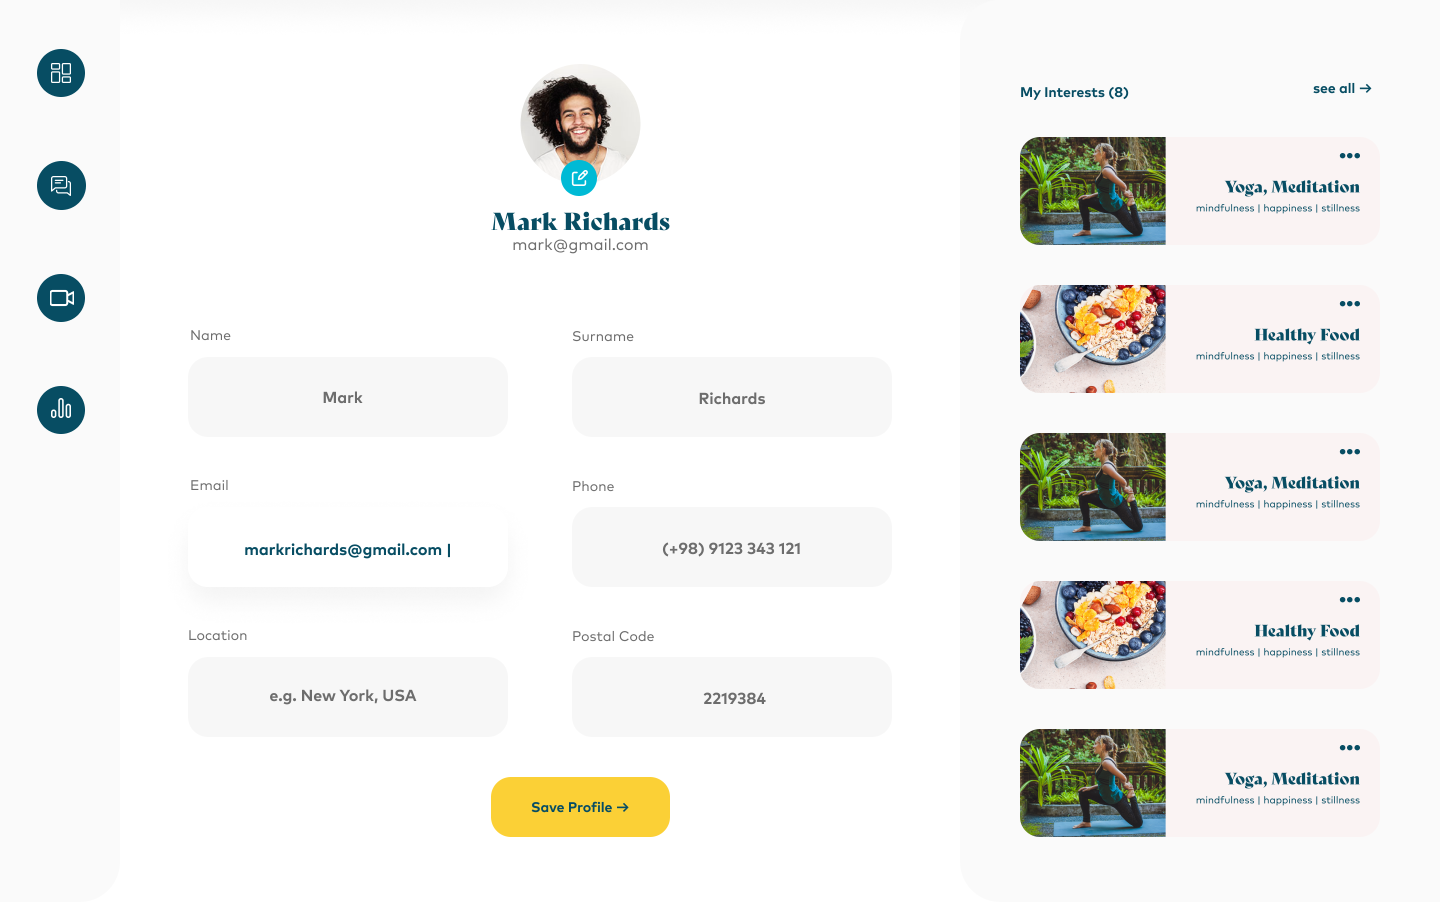 Mark Richards
mark@gmail.com
Name
Mark
Surname
Richards
Email
markrichards@gmail.com |
Phone
(+98) 9123 343 121
Location
e.g. New York, USA
Postal Code
2219384
Save Profile →
My Interests (8)
see all →
Yoga, Meditation
mindfulness | happiness | stillness
Healthy Food
mindfulness | happiness | stillness
Yoga, Meditation
mindfulness | happiness | stillness
Healthy Food
mindfulness | happiness | stillness
Yoga, Meditation
mindfulness | happiness | stillness